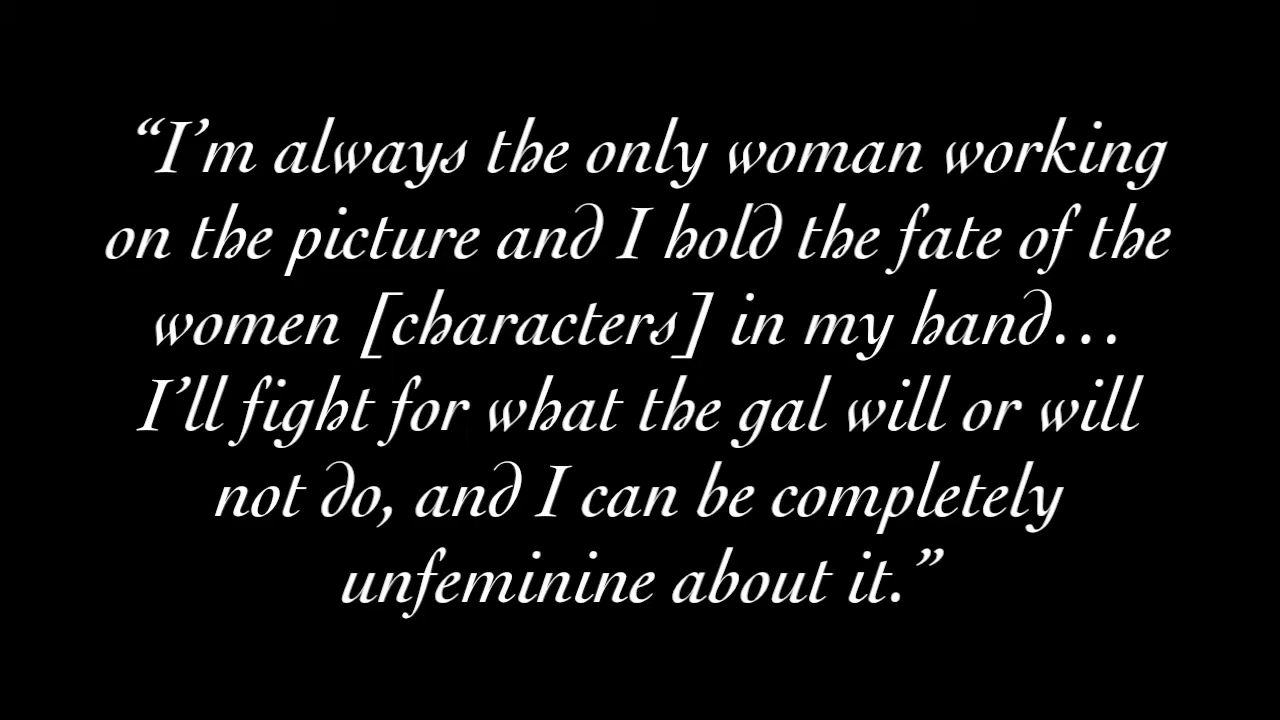 “I’m always the only woman working
on the picture and I hold the fate of the
women [characters] in my hand…
I’ll fight for what the gal will or will
not do, and I can be completely
unfeminine about it.”